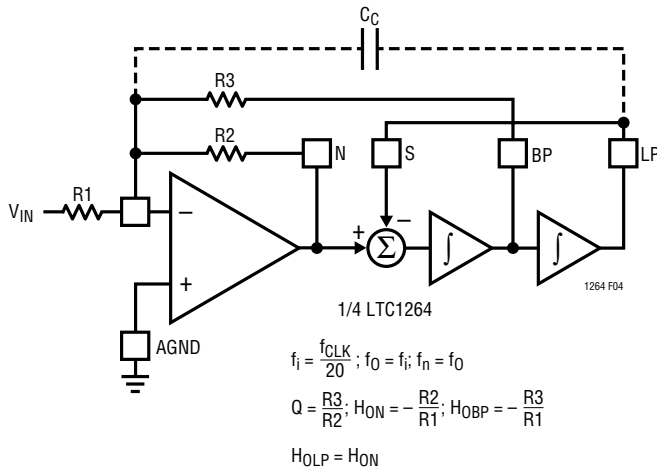 C_C
R3
R2
N
S
BP
LP
V_IN
R1
−
+
−
+
Σ
∫
∫
1264 F04
1/4 LTC1264
AGND
f_i = f_CLK/20 ; f_O = f_i; f_n = f_O
Q = R3/R2; H_ON = − R2/R1; H_OBP = − R3/R1
H_OLP = H_ON